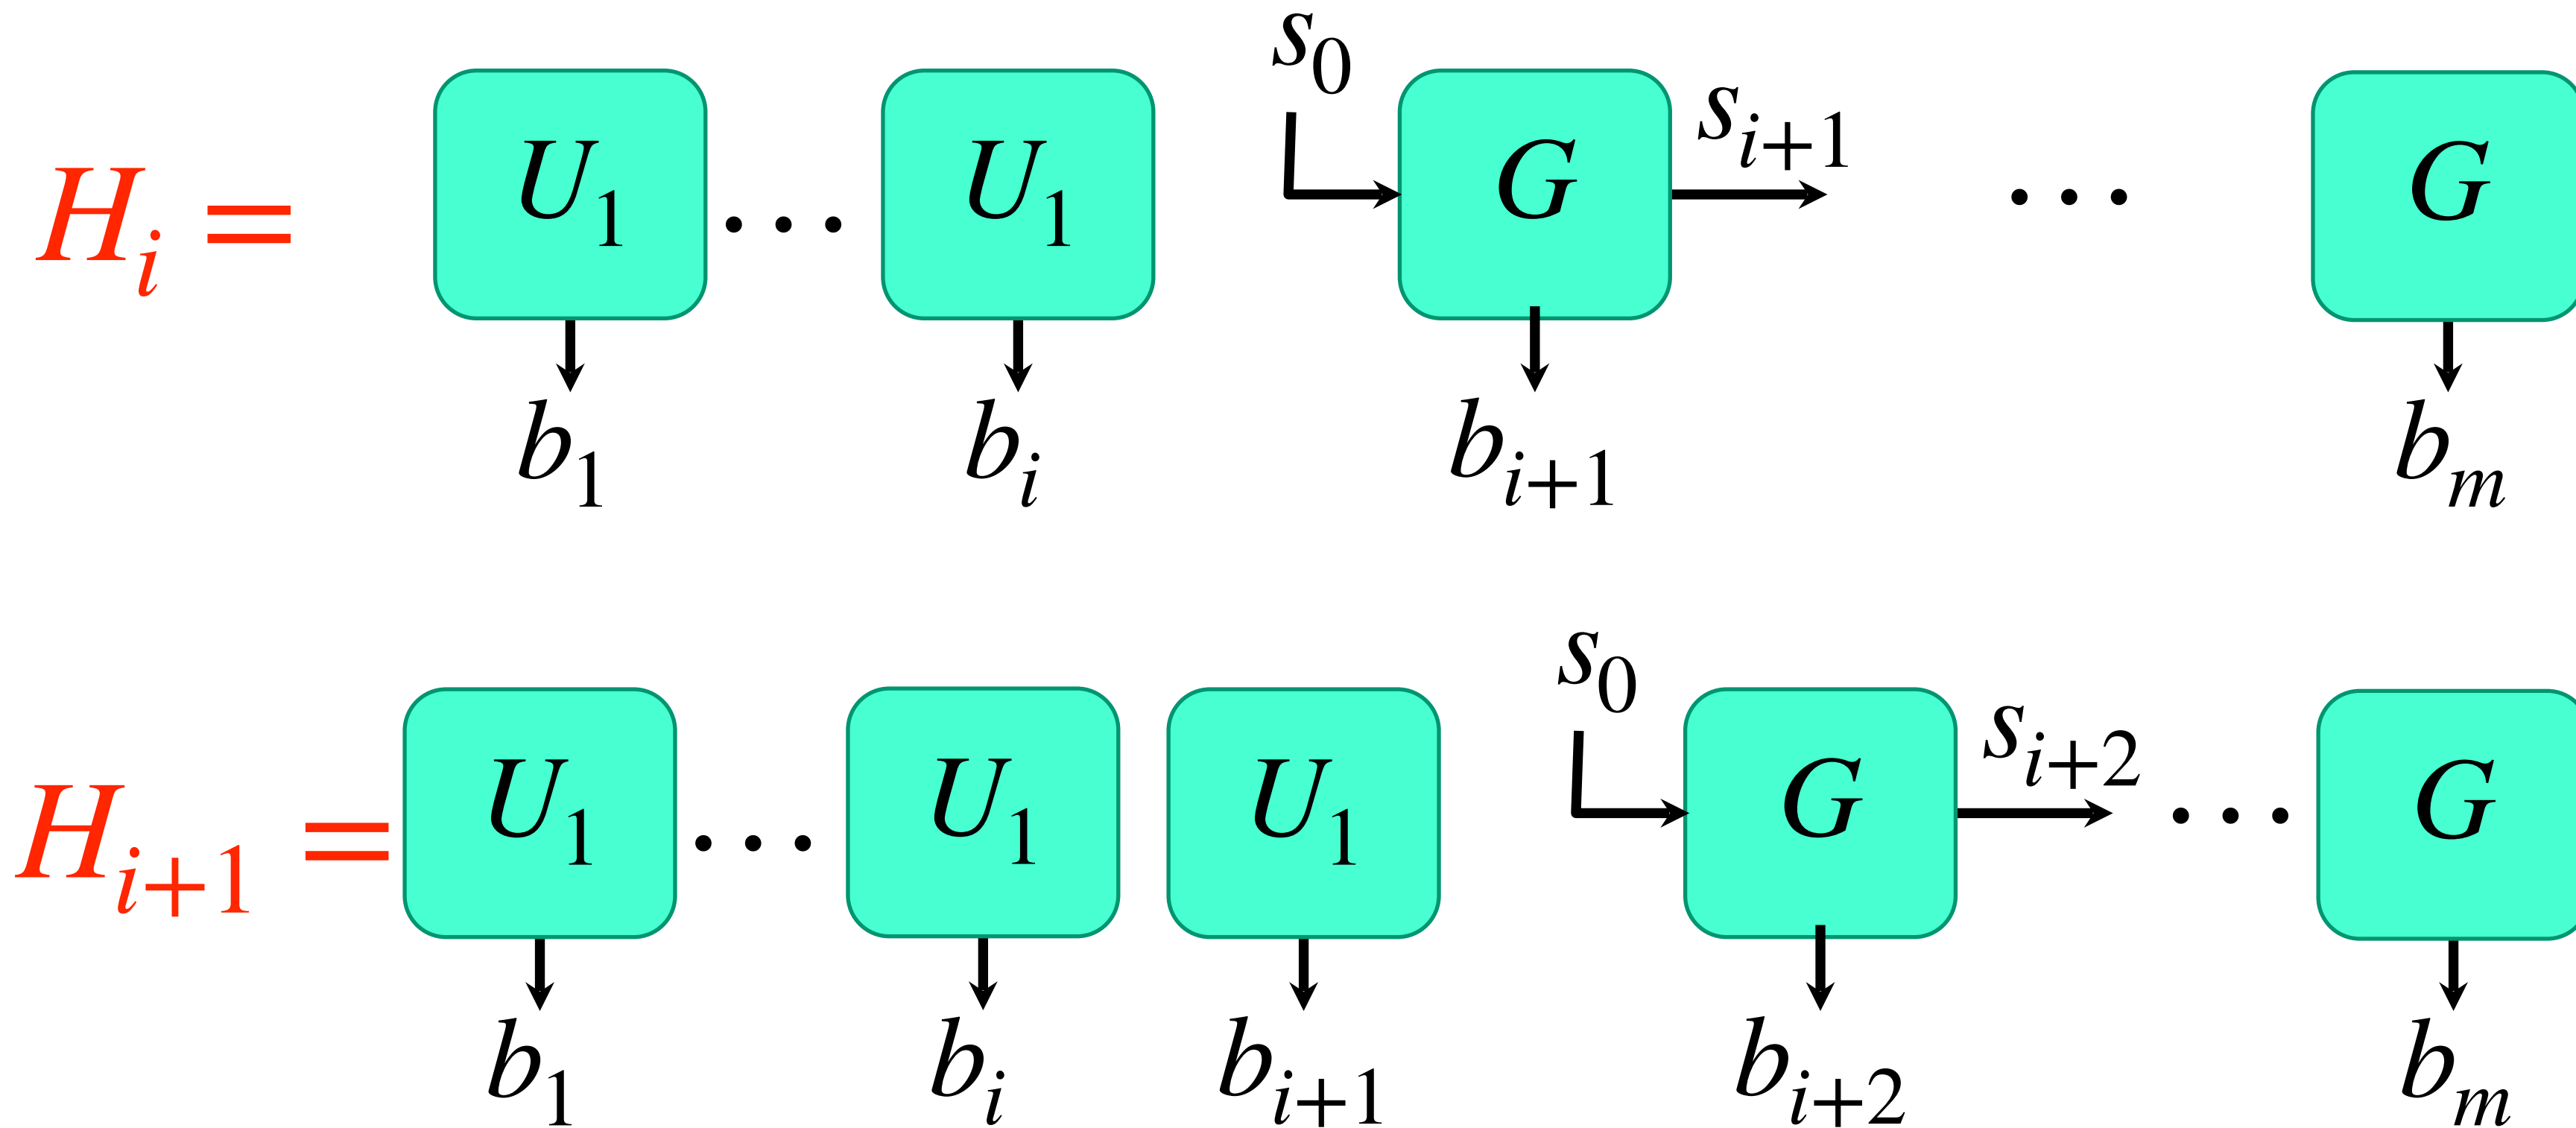 s_0
H_i = U_1 ⋯ U_1 G s_{i+1} ⋯ G
b_1 b_i b_{i+1} b_m
s_0
H_{i+1} = U_1 ⋯ U_1 U_1 G s_{i+2} ⋯ G
b_1 b_i b_{i+1} b_{i+2} b_m